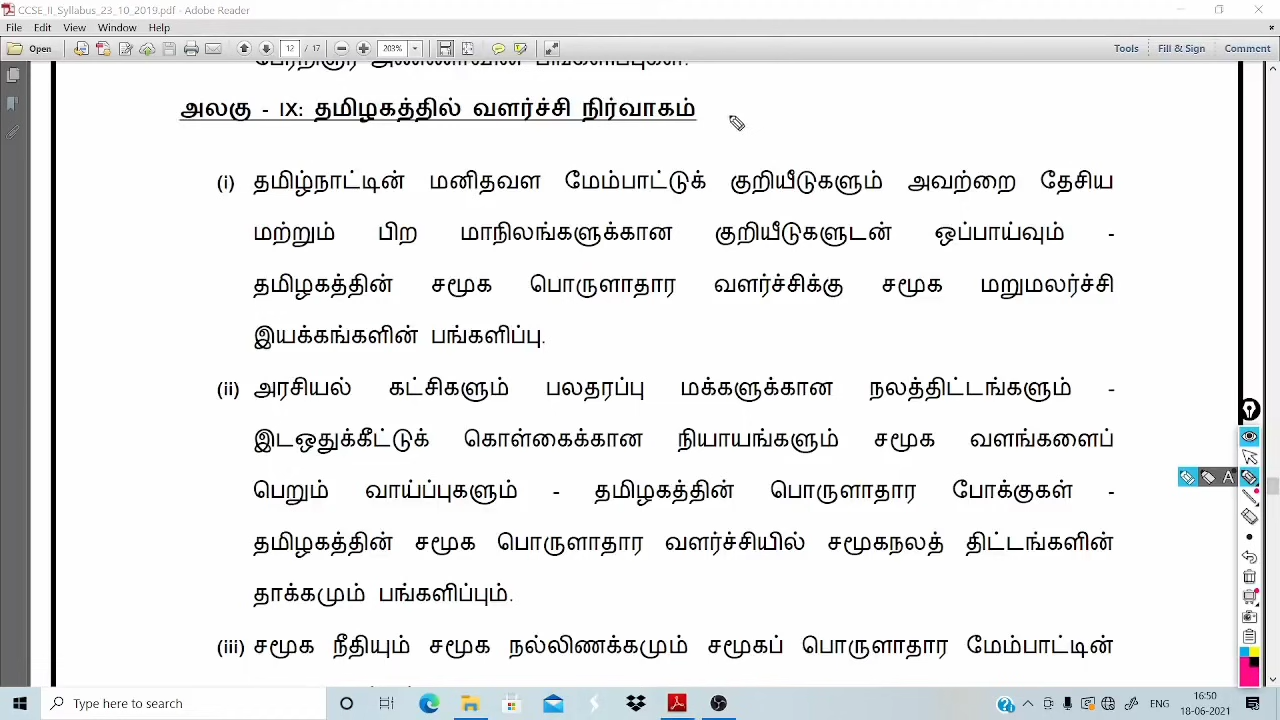 CCSE_II_Syllabus_23_10_2019.pdf - Adobe Reader
File Edit View Window Help
Open 12 / 17 203% Tools Fill & Sign Comment
அலகு - IX: தமிழகத்தில் வளர்ச்சி நிர்வாகம்
(i) தமிழ்நாட்டின் மனிதவள மேம்பாட்டுக் குறியீடுகளும் அவற்றை தேசிய
மற்றும் பிற மாநிலங்களுக்கான குறியீடுகளுடன் ஒப்பாய்வும் -
தமிழகத்தின் சமூக பொருளாதார வளர்ச்சிக்கு சமூக மறுமலர்ச்சி
இயக்கங்களின் பங்களிப்பு.
(ii) அரசியல் கட்சிகளும் பலதரப்பு மக்களுக்கான நலத்திட்டங்களும் -
இடஒதுக்கீட்டுக் கொள்கைக்கான நியாயங்களும் சமூக வளங்களைப்
பெறும் வாய்ப்புகளும் - தமிழகத்தின் பொருளாதார போக்குகள் -
தமிழகத்தின் சமூக பொருளாதார வளர்ச்சியில் சமூகநலத் திட்டங்களின்
தாக்கமும் பங்களிப்பும்.
(iii) சமூக நீதியும் சமூக நல்லிணக்கமும் சமூகப் பொருளாதார மேம்பாட்டின்
A
Type here to search
ENG
16:50
18-06-2021